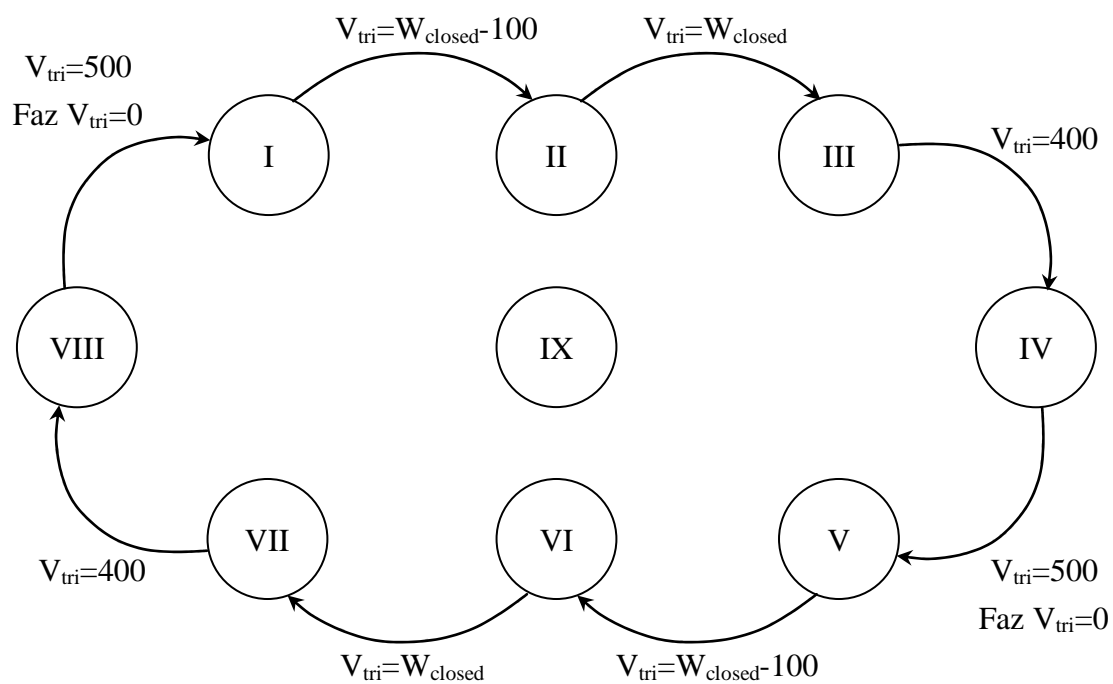 V_tri=W_closed-100
V_tri=W_closed
V_tri=500
Faz V_tri=0
I
II
III
V_tri=400
VIII
IX
IV
VII
VI
V
V_tri=400
V_tri=500
Faz V_tri=0
V_tri=W_closed
V_tri=W_closed-100